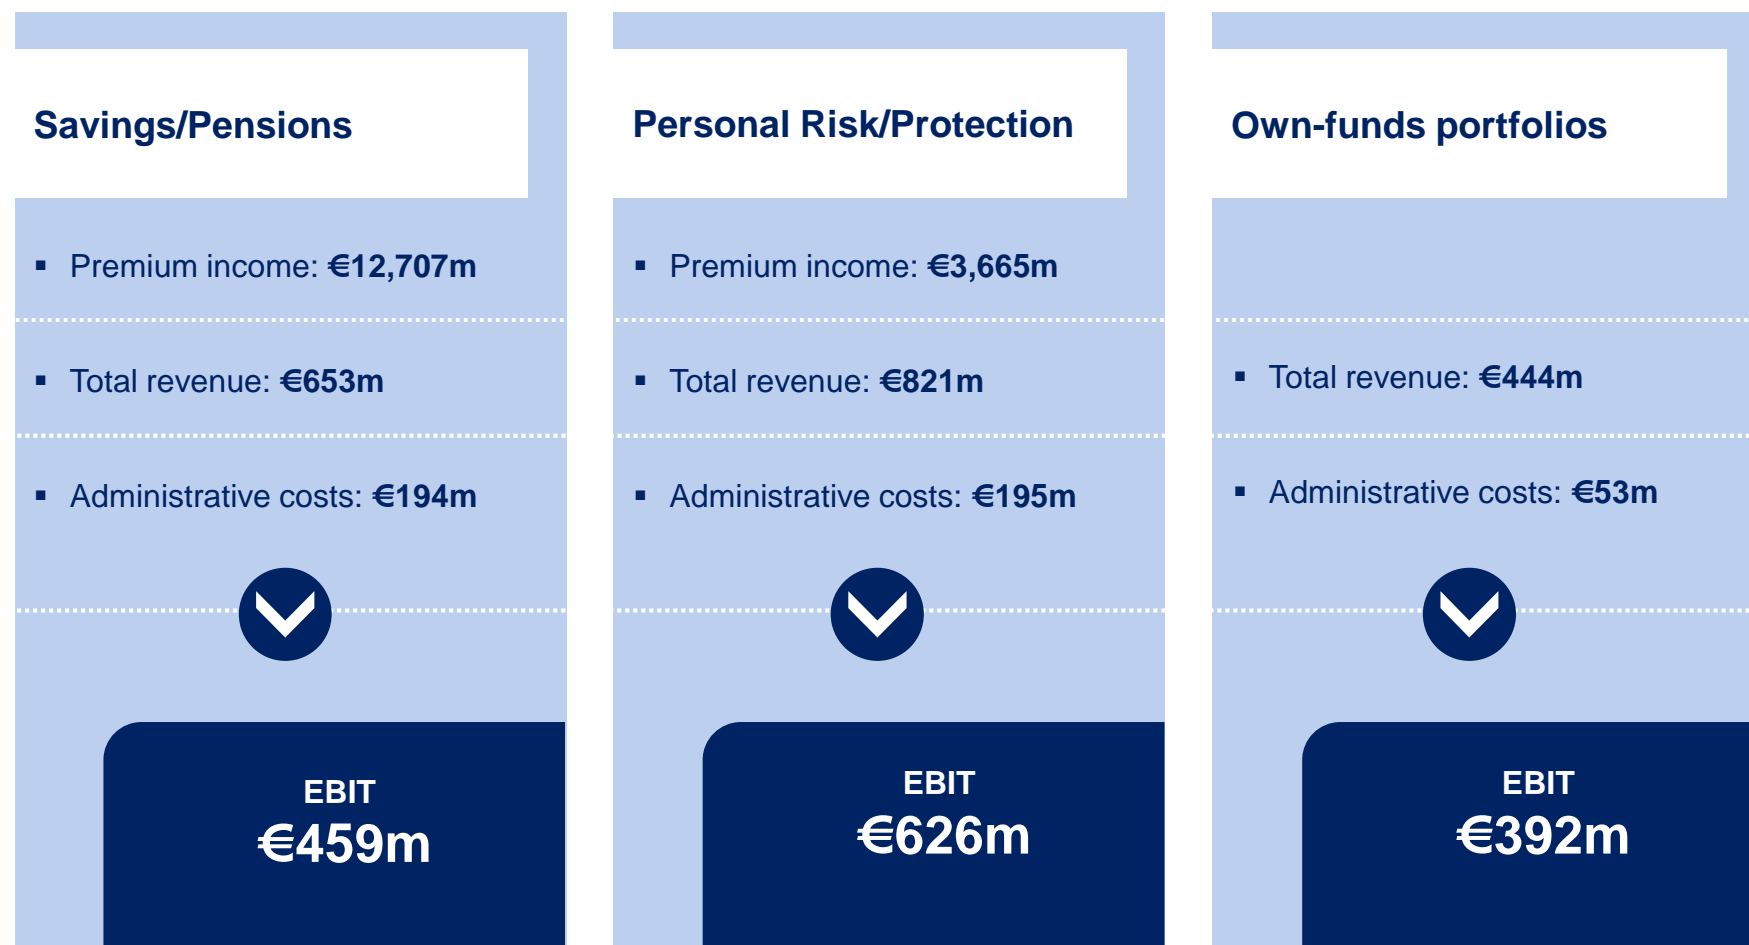 Savings/Pensions
▪ Premium income: €12,707m
▪ Total revenue: €653m
▪ Administrative costs: €194m
EBIT
€459m
Personal Risk/Protection
▪ Premium income: €3,665m
▪ Total revenue: €821m
▪ Administrative costs: €195m
EBIT
€626m
Own-funds portfolios
▪ Total revenue: €444m
▪ Administrative costs: €53m
EBIT
€392m